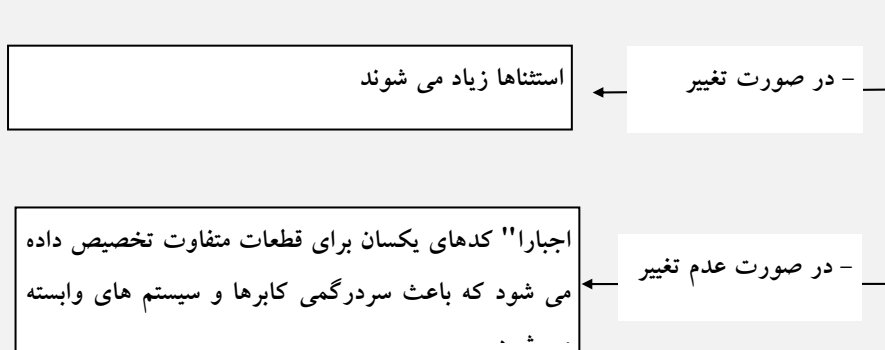 - در صورت تغییر
استثناها زیاد می شوند
- در صورت عدم تغییر
اجبارا" کدهای یکسان برای قطعات متفاوت تخصیص داده
می شود که باعث سردرگمی کابرها و سیستم های وابسته